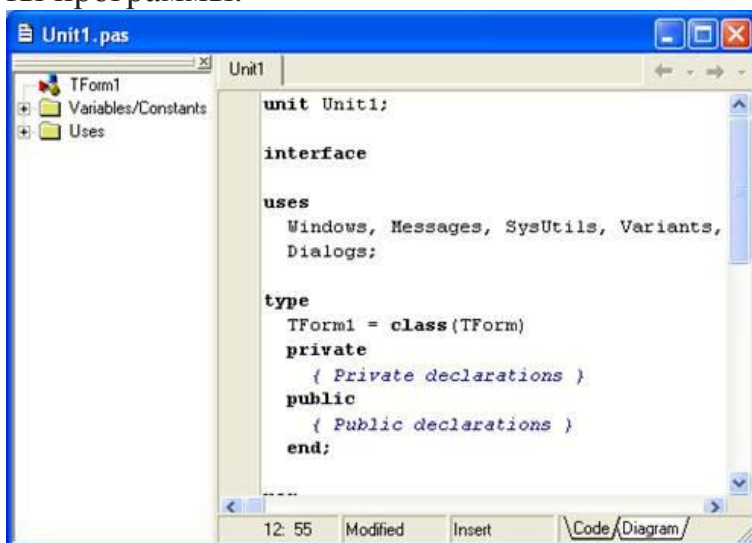 Unit1.pas
TForm1
Variables/Constants
Uses
Unit1
unit Unit1;
interface
uses
Windows, Messages, SysUtils, Variants,
Dialogs;
type
TForm1 = class(TForm)
private
{ Private declarations }
public
{ Public declarations }
end;
12: 55 Modified Insert Code Diagram